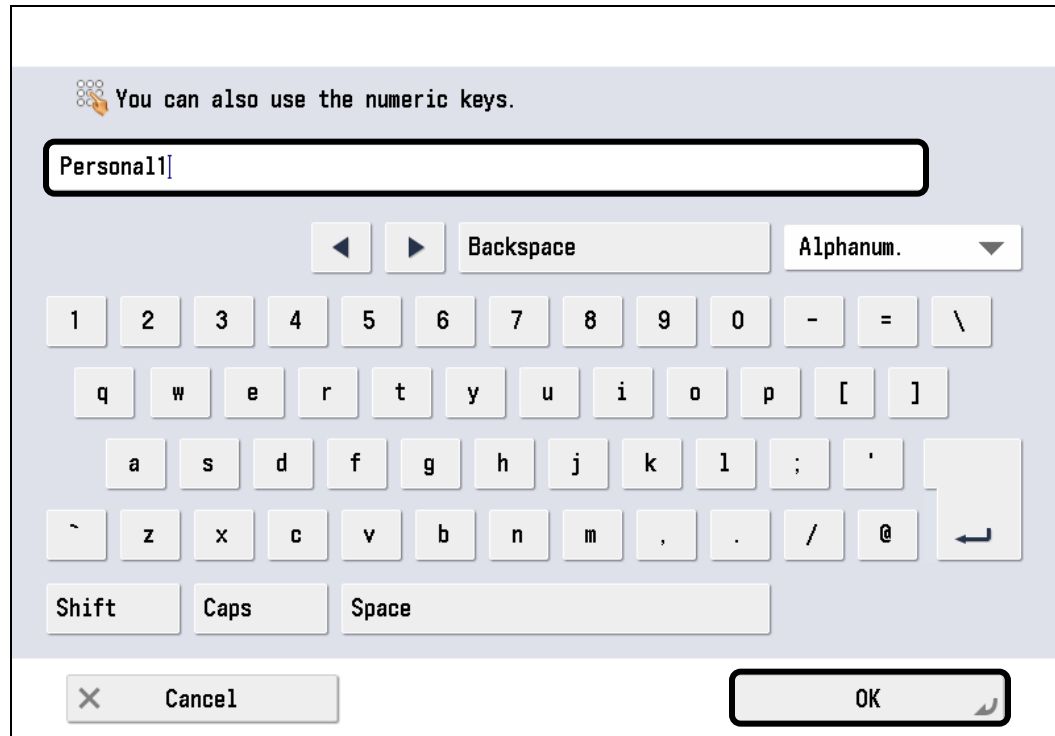 You can also use the numeric keys.
Personal1
Backspace Alphanum.
1 2 3 4 5 6 7 8 9 0 - = \
q w e r t y u i o p [ ]
a s d f g h j k l ; '
` z x c v b n m , . / @
Shift Caps Space
Cancel OK